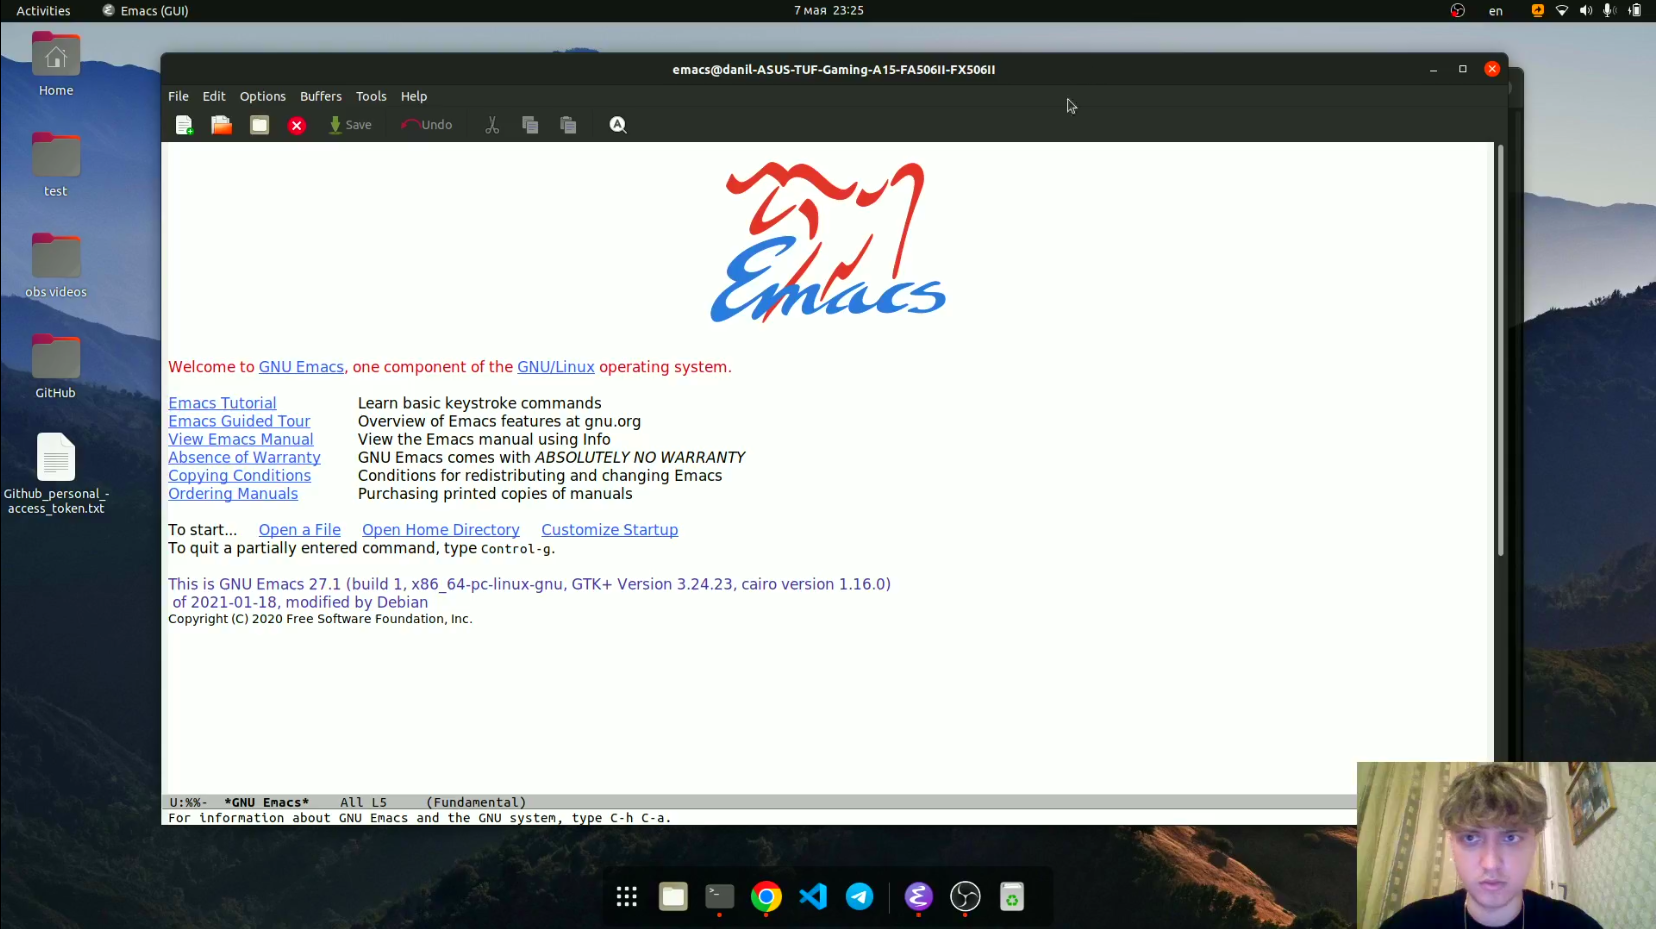 Activities
Emacs (GUI)
7 мая 23:25
en
Home
test
obs videos
GitHub
Github_personal_-
access_token.txt
emacs@danil-ASUS-TUF-Gaming-A15-FA506II-FX506II
File Edit Options Buffers Tools Help
Save Undo
Emacs
Welcome to GNU Emacs, one component of the GNU/Linux operating system.
Emacs Tutorial Learn basic keystroke commands
Emacs Guided Tour Overview of Emacs features at gnu.org
View Emacs Manual View the Emacs manual using Info
Absence of Warranty GNU Emacs comes with ABSOLUTELY NO WARRANTY
Copying Conditions Conditions for redistributing and changing Emacs
Ordering Manuals Purchasing printed copies of manuals
To start... Open a File Open Home Directory Customize Startup
To quit a partially entered command, type Control-g.
This is GNU Emacs 27.1 (build 1, x86_64-pc-linux-gnu, GTK+ Version 3.24.23, cairo version 1.16.0)
of 2021-01-18, modified by Debian
Copyright (C) 2020 Free Software Foundation, Inc.
U:%%- *GNU Emacs* All L5 (Fundamental)
For information about GNU Emacs and the GNU system, type C-h C-a.